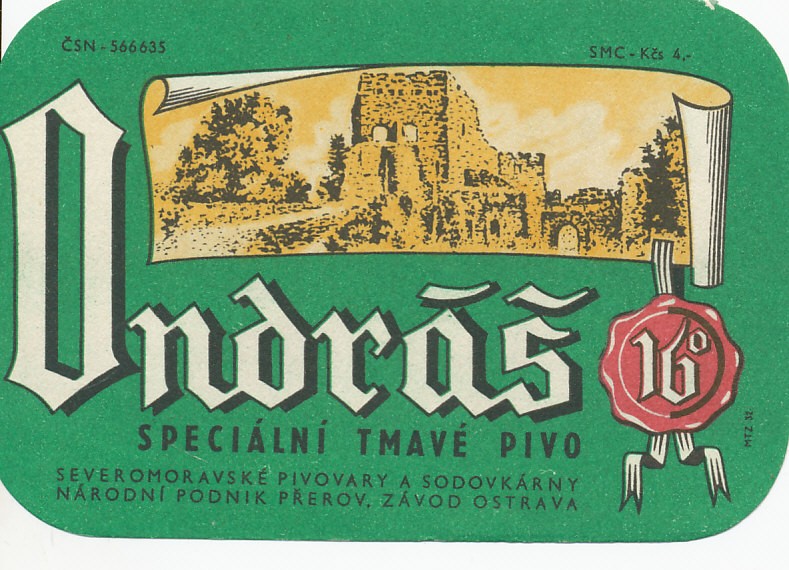 ČSN - 566635
SMC - Kčs 4,-
Ondráš
16°
SPECIÁLNÍ TMAVÉ PIVO
SEVEROMORAVSKÉ PIVOVARY A SODOVKÁRNY
NÁRODNÍ PODNIK PŘEROV, ZÁVOD OSTRAVA